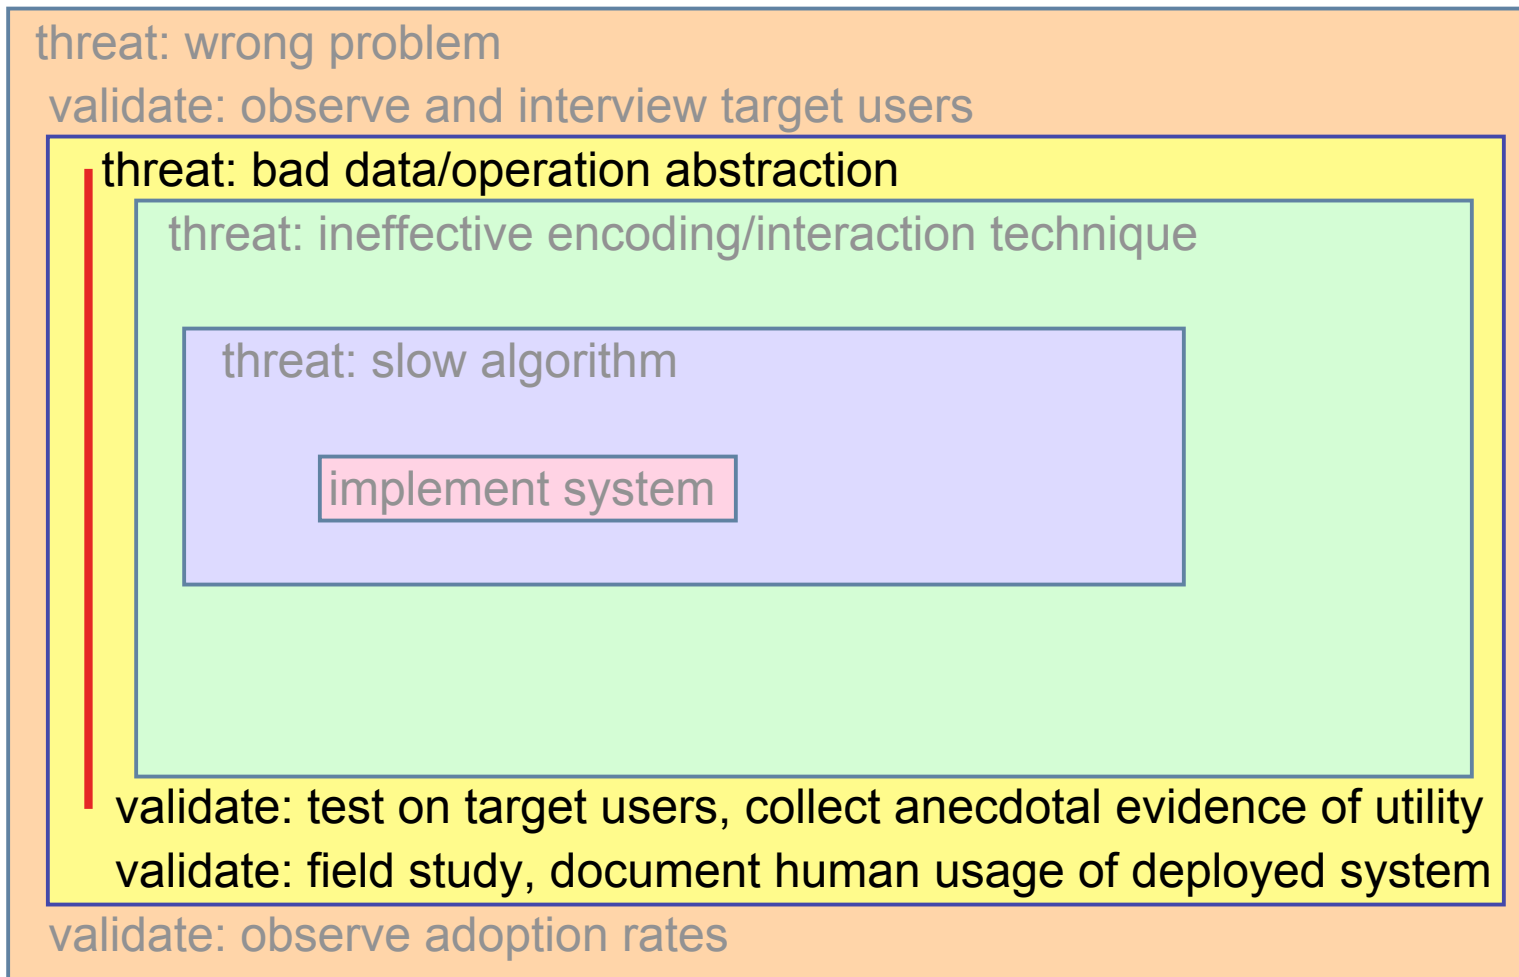 threat: wrong problem
validate: observe and interview target users
threat: bad data/operation abstraction
threat: ineffective encoding/interaction technique
threat: slow algorithm
implement system
validate: test on target users, collect anecdotal evidence of utility
validate: field study, document human usage of deployed system
validate: observe adoption rates